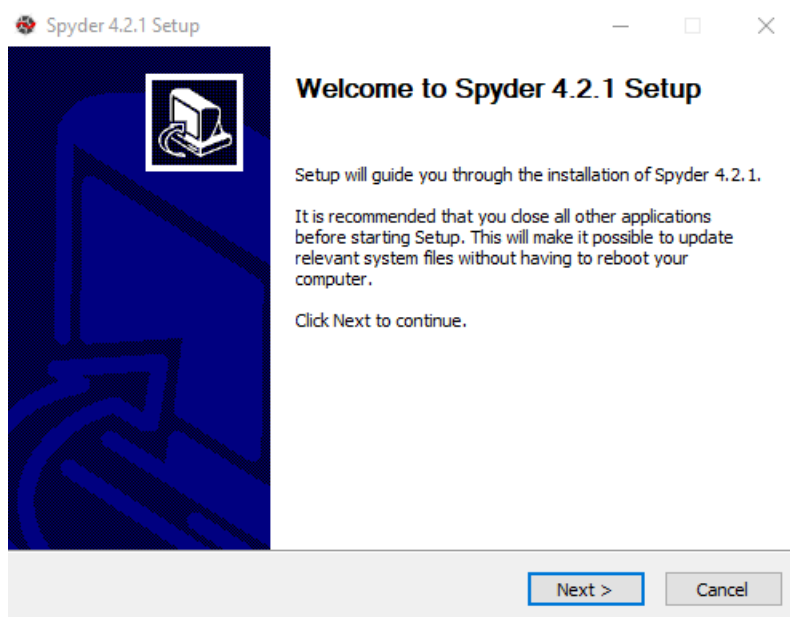 Spyder 4.2.1 Setup
Welcome to Spyder 4.2.1 Setup
Setup will guide you through the installation of Spyder 4.2.1.
It is recommended that you close all other applications
before starting Setup. This will make it possible to update
relevant system files without having to reboot your
computer.
Click Next to continue.
Next >
Cancel